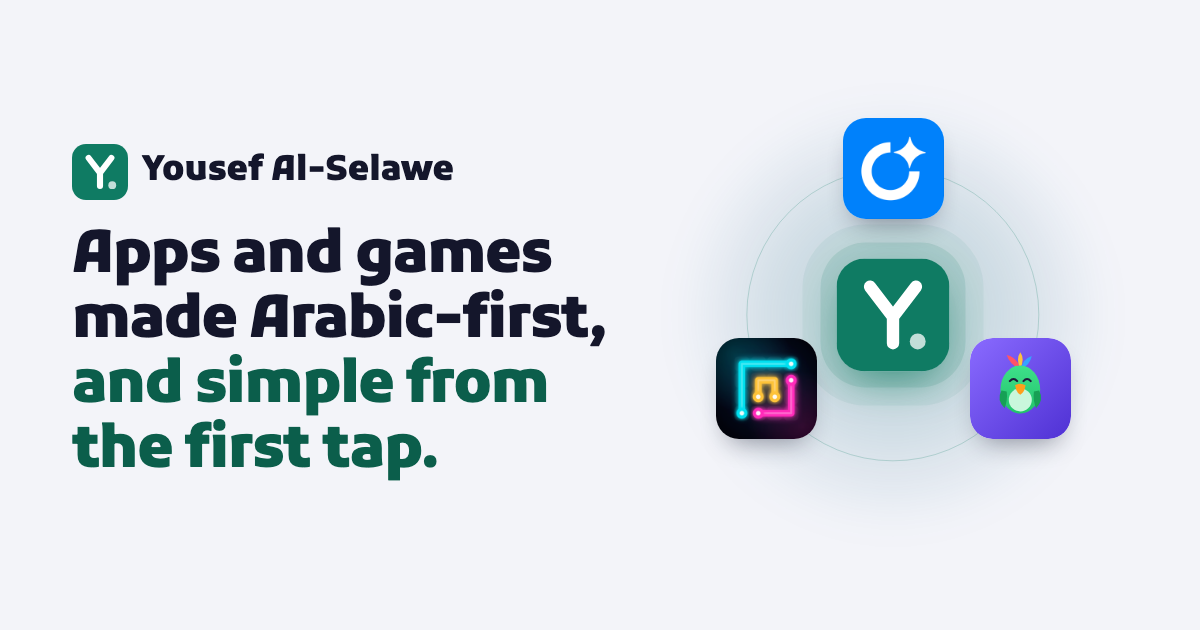 Y.
Yousef Al-Selawe
Apps and games
made Arabic-first,
and simple from
the first tap.
Y.